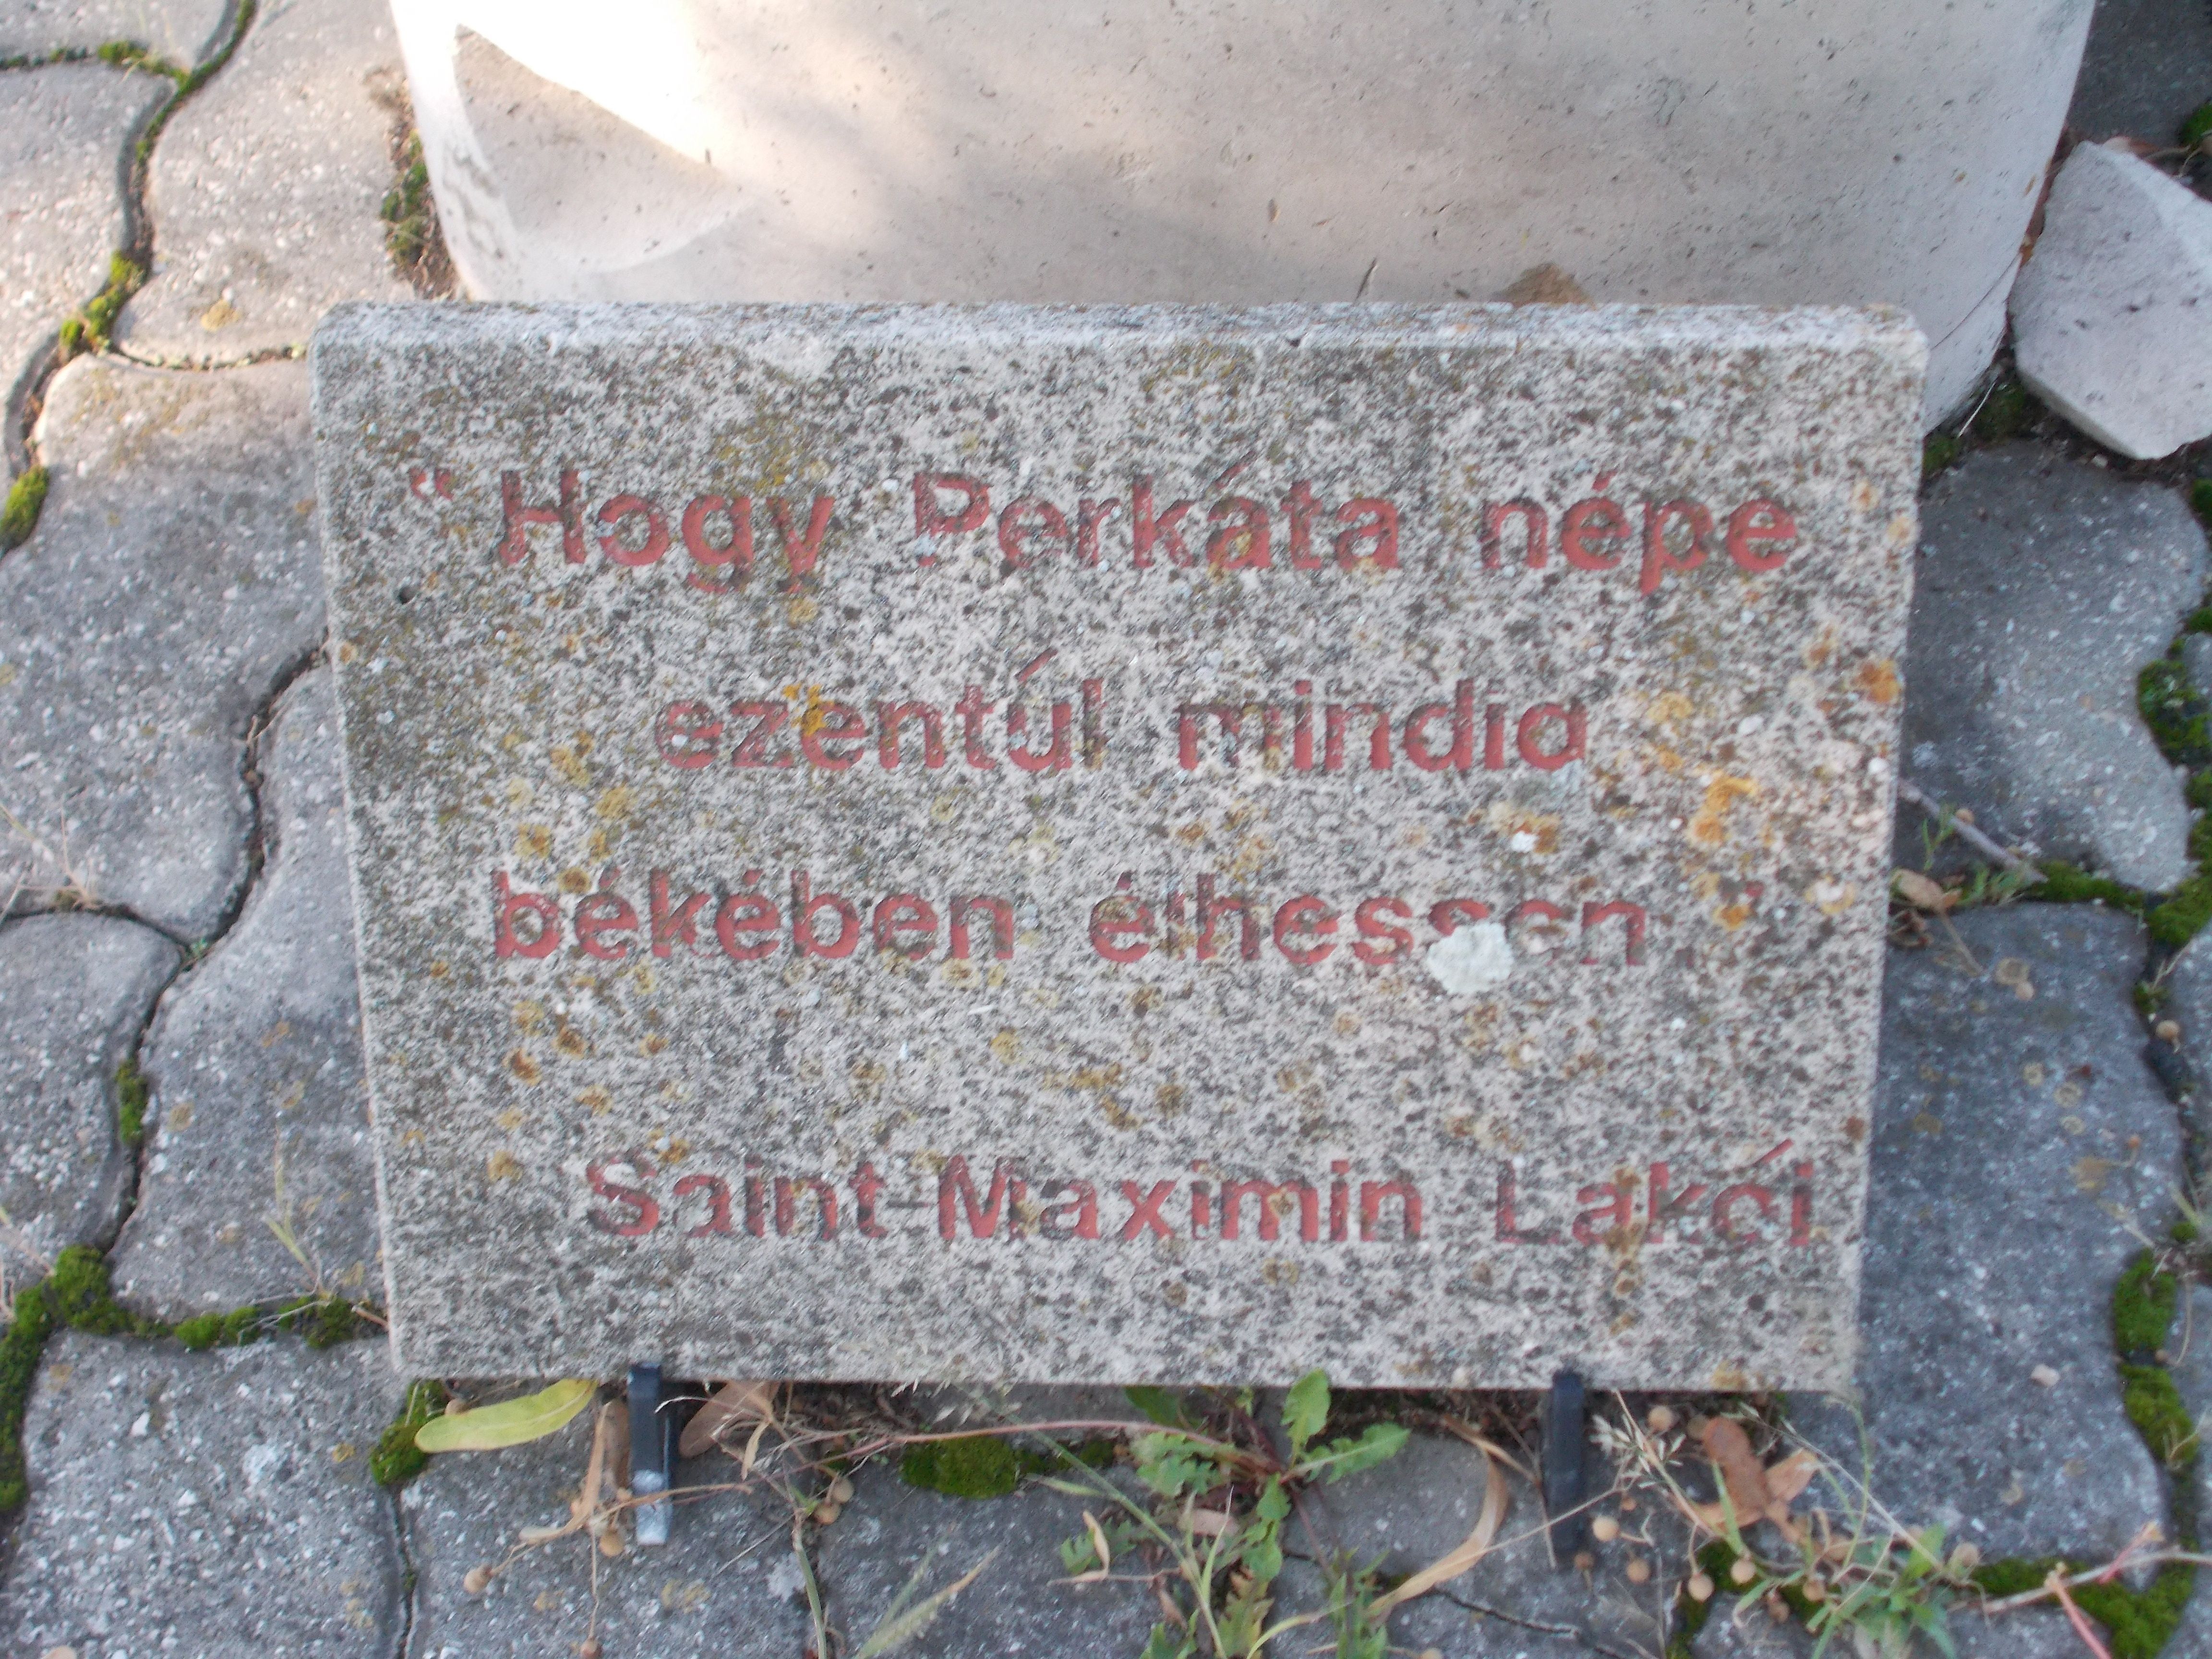 "Hogy Perkáta népe
ezentúl mindig
békében élhessen."
Saint-Maximin Lakói